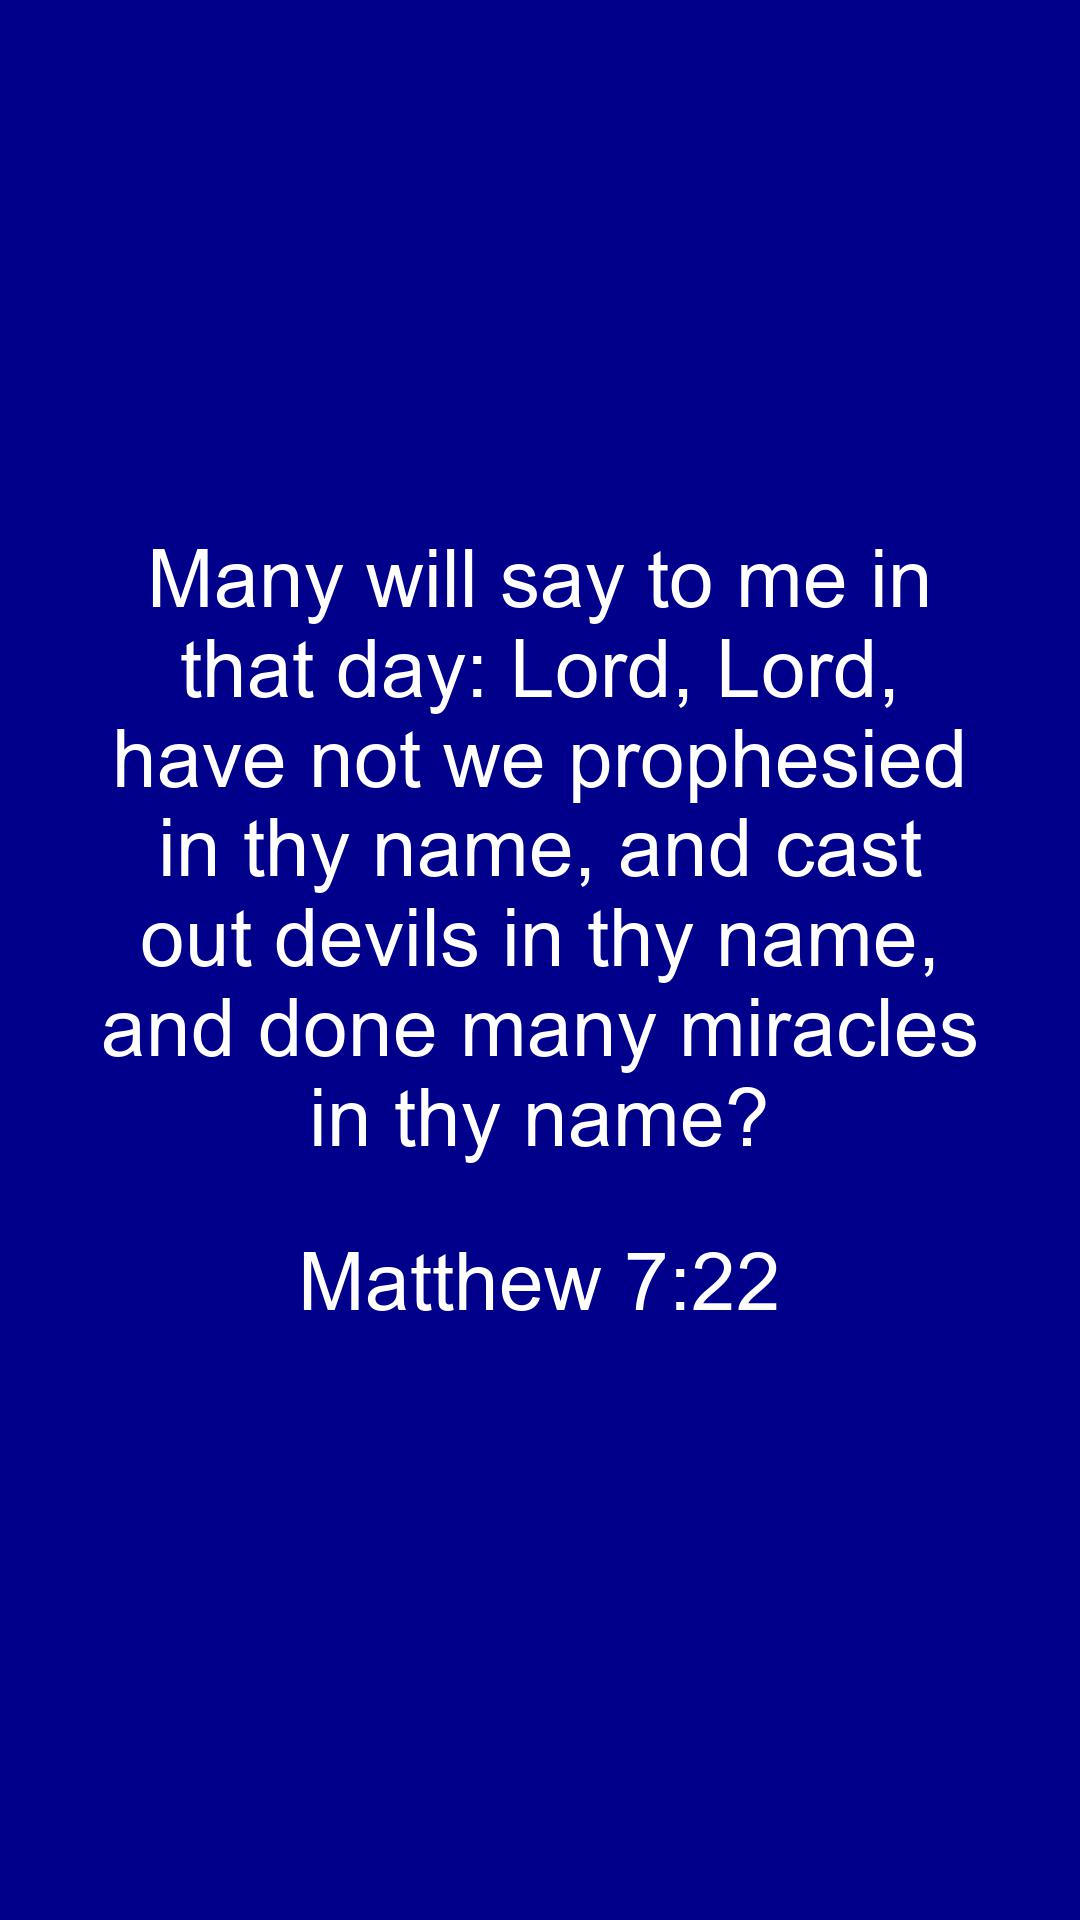 Many will say to me in
that day: Lord, Lord,
have not we prophesied
in thy name, and cast
out devils in thy name,
and done many miracles
in thy name?
Matthew 7:22